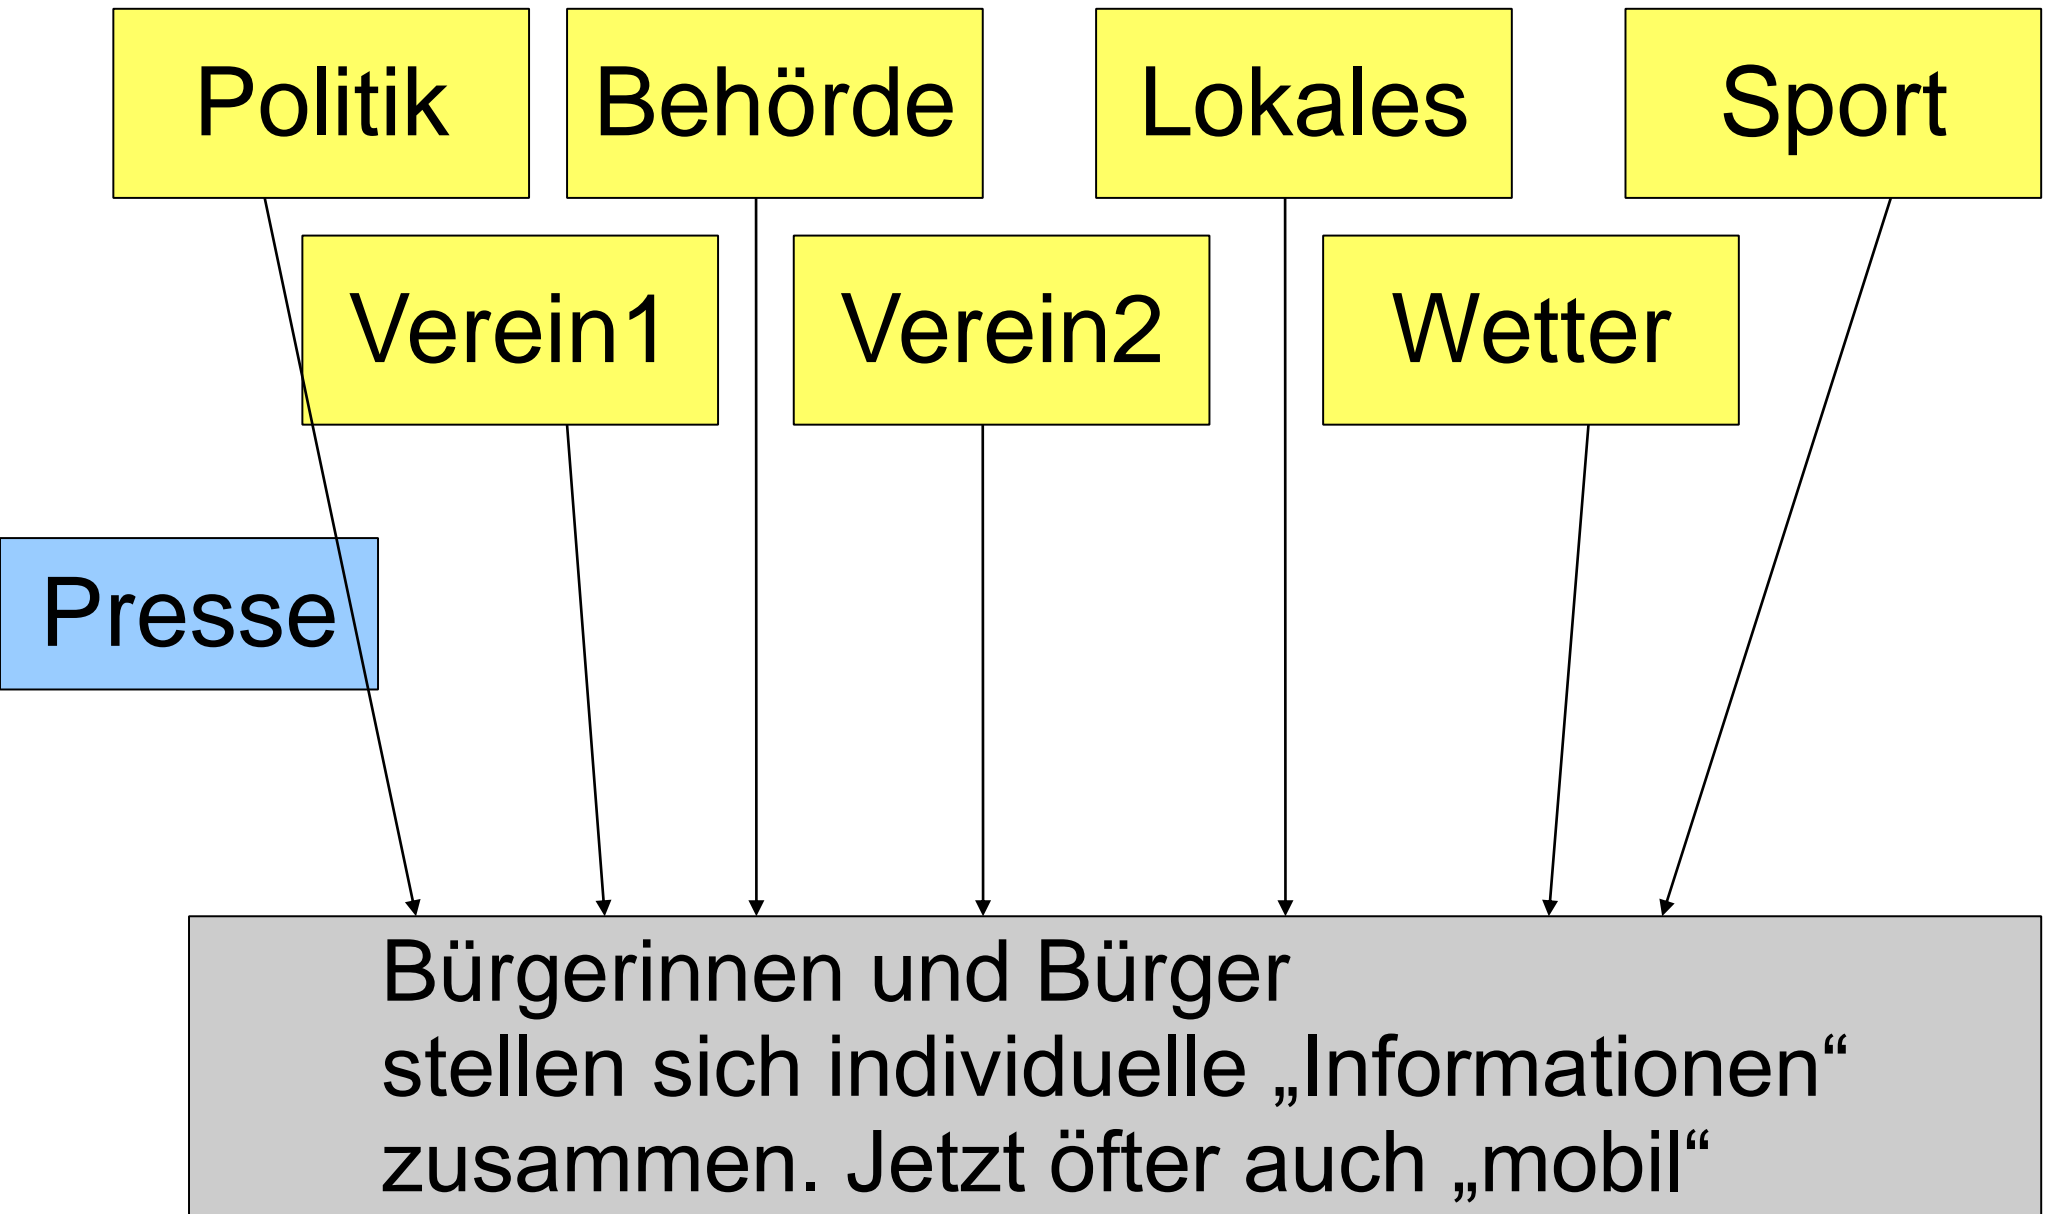 Politik
Behörde
Lokales
Sport
Verein1
Verein2
Wetter
Presse
Bürgerinnen und Bürger
stellen sich individuelle „Informationen“
zusammen. Jetzt öfter auch „mobil“